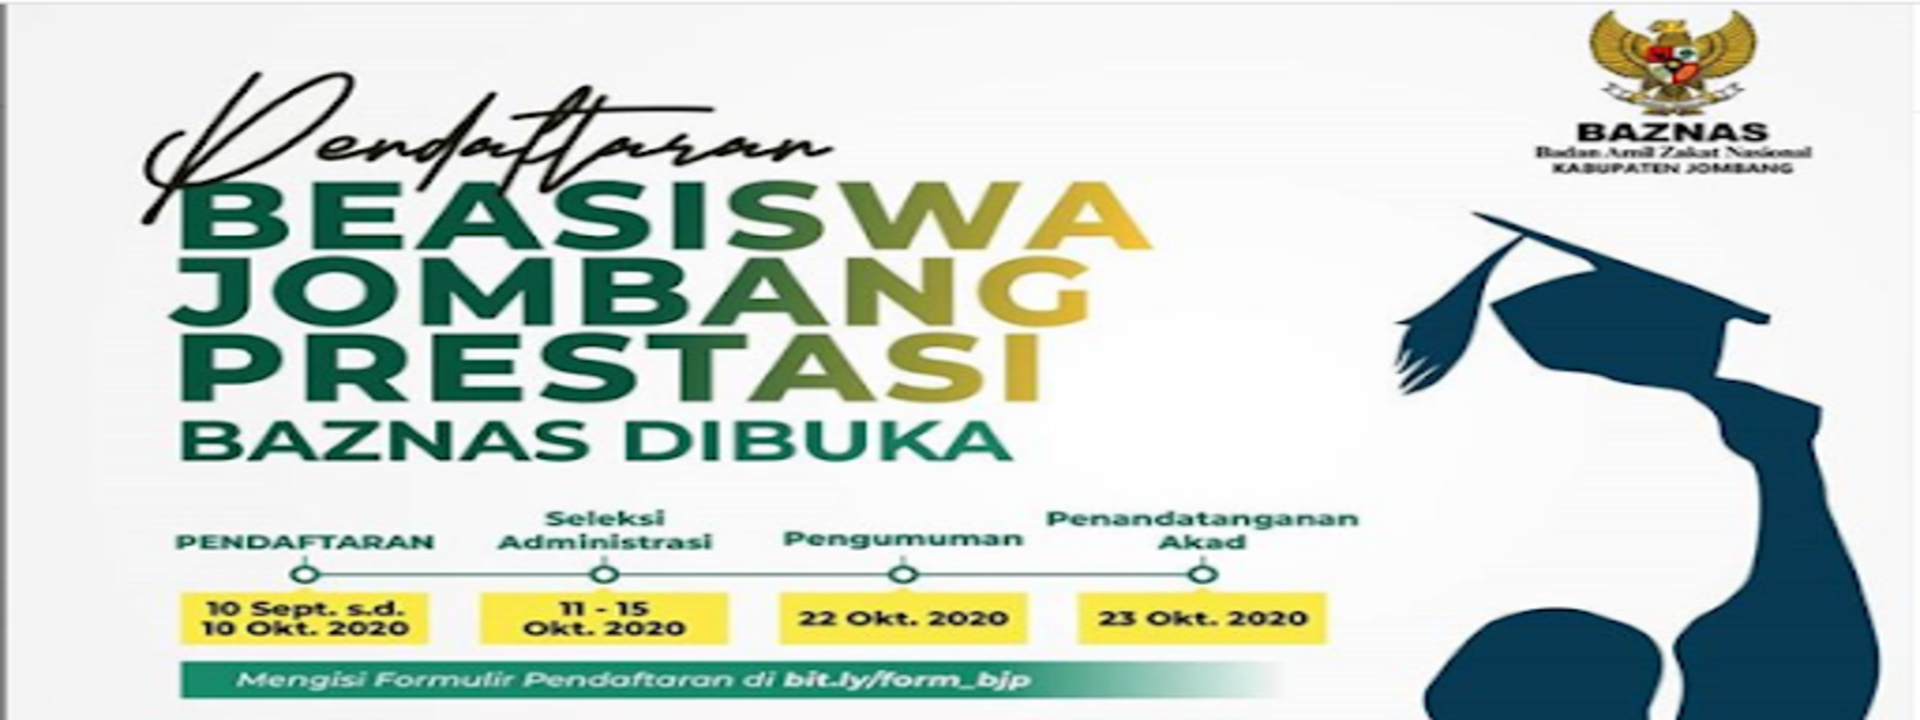 Pendaftaran
BEASISWA
JOMBANG
PRESTASI
BAZNAS DIBUKA
BAZNAS
Badan Amil Zakat Nasional
KABUPATEN JOMBANG
PENDAFTARAN
10 Sept. s.d.
10 Okt. 2020
Seleksi
Administrasi
11 - 15
Okt. 2020
Pengumuman
22 Okt. 2020
Penandatanganan
Akad
23 Okt. 2020
Mengisi Formulir Pendaftaran di bit.ly/form_bjp